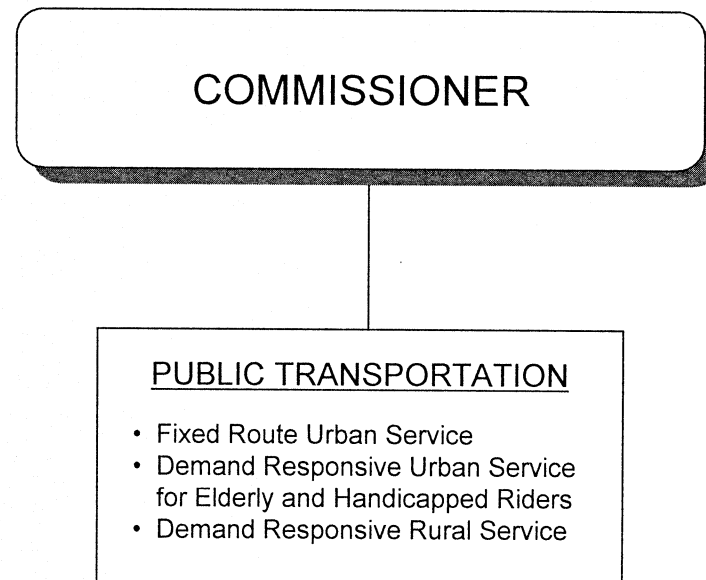 COMMISSIONER
PUBLIC TRANSPORTATION
• Fixed Route Urban Service
• Demand Responsive Urban Service
for Elderly and Handicapped Riders
• Demand Responsive Rural Service